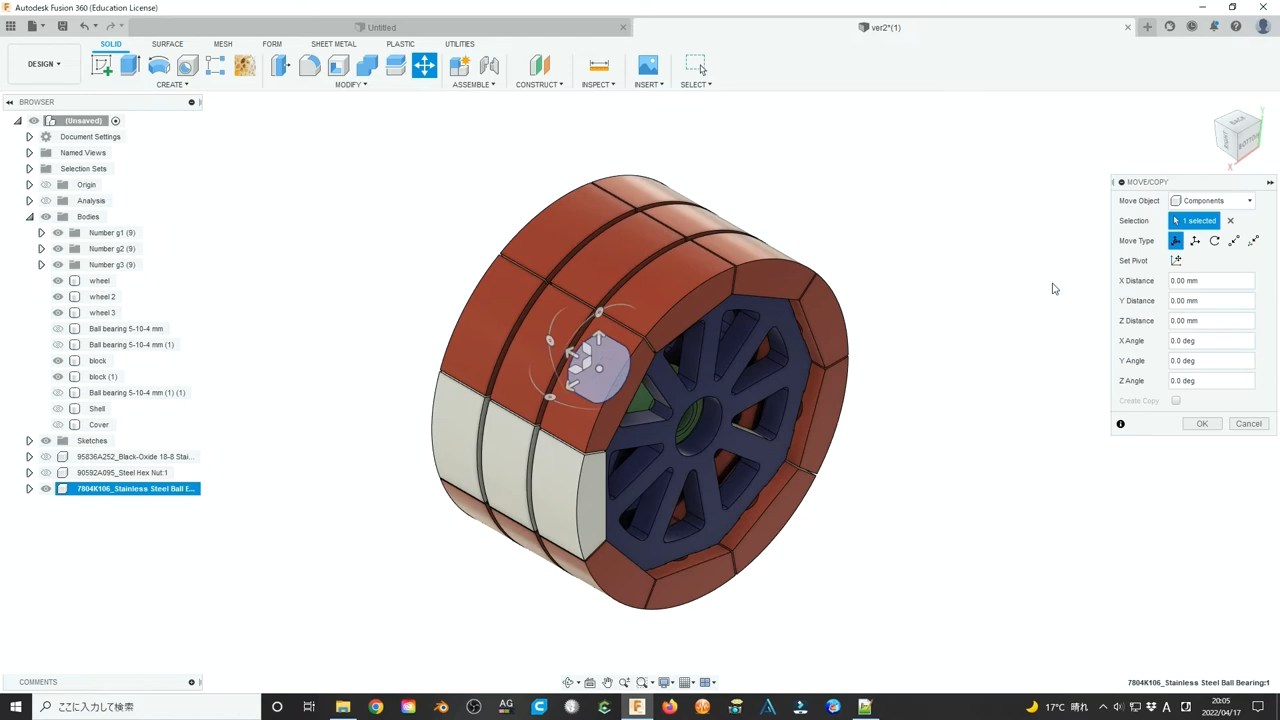 Autodesk Fusion 360 (Education License)
Untitled
ver2*(1)
DESIGN
SOLID SURFACE MESH FORM SHEET METAL PLASTIC UTILITIES
CREATE MODIFY ASSEMBLE CONSTRUCT INSPECT INSERT SELECT
BROWSER
(Unsaved)
Document Settings
Named Views
Selection Sets
Origin
Analysis
Bodies
Number g1 (9)
Number g2 (9)
Number g3 (9)
wheel
wheel 2
wheel 3
Ball bearing 5-10-4 mm
Ball bearing 5-10-4 mm (1)
block
block (1)
Ball bearing 5-10-4 mm (1) (1)
Shell
Cover
Sketches
95836A252_Black-Oxide 18-8 Stai...
90592A095_Steel Hex Nut:1
7804K106_Stainless Steel Ball E...
BACK
BOTTOM
X
MOVE/COPY
Move Object Components
Selection 1 selected
Move Type
Set Pivot
X Distance 0.00 mm
Y Distance 0.00 mm
Z Distance 0.00 mm
X Angle 0.0 deg
Y Angle 0.0 deg
Z Angle 0.0 deg
Create Copy
OK Cancel
COMMENTS
7804K106_Stainless Steel Ball Bearing:1
ここに入力して検索
17°C 晴れ
A
20:05
2022/04/17